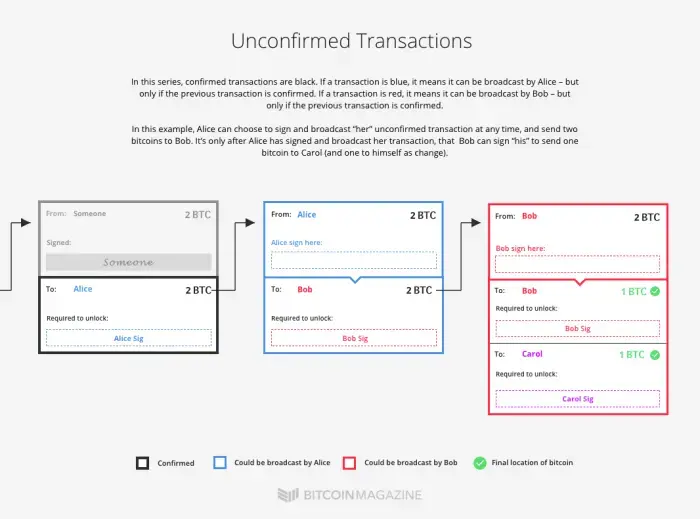 Unconfirmed Transactions
In this series, confirmed transactions are black. If a transaction is blue, it means it can be broadcast by Alice – but
only if the previous transaction is confirmed. If a transaction is red, it means it can be broadcast by Bob – but
only if the previous transaction is confirmed.
In this example, Alice can choose to sign and broadcast “her” unconfirmed transaction at any time, and send two
bitcoins to Bob. It's only after Alice has signed and broadcast her transaction, that Bob can sign “his” to send one
bitcoin to Carol (and one to himself as change).
From: Someone 2 BTC
Signed:
Someone
To: Alice 2 BTC
Required to unlock:
Alice Sig
From: Alice 2 BTC
Alice sign here:
To: Bob 2 BTC
Required to unlock:
Bob Sig
From: Bob 2 BTC
Bob sign here:
To: Bob 1 BTC
Required to unlock:
Bob Sig
To: Carol 1 BTC
Required to unlock:
Carol Sig
Confirmed
Could be broadcast by Alice
Could be broadcast by Bob
Final location of bitcoin
BITCOINMAGAZINE